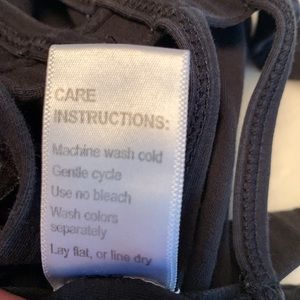 CARE
INSTRUCTIONS:
Machine wash cold
Gentle cycle
Use no bleach
Wash colors
separately
Lay flat, or line dry